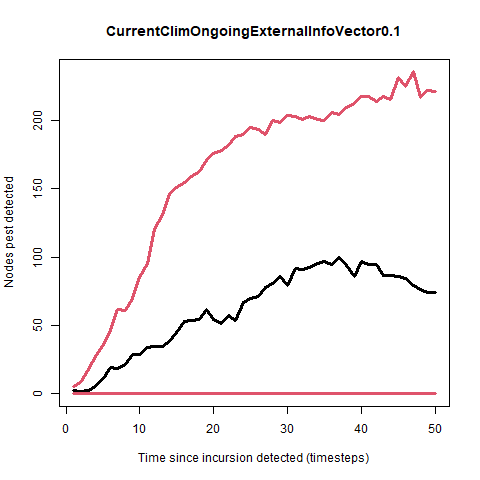 CurrentClimOngoingExternalInfoVector0.1
Nodes pest detected
200
150
100
50
0
0 10 20 30 40 50
Time since incursion detected (timesteps)